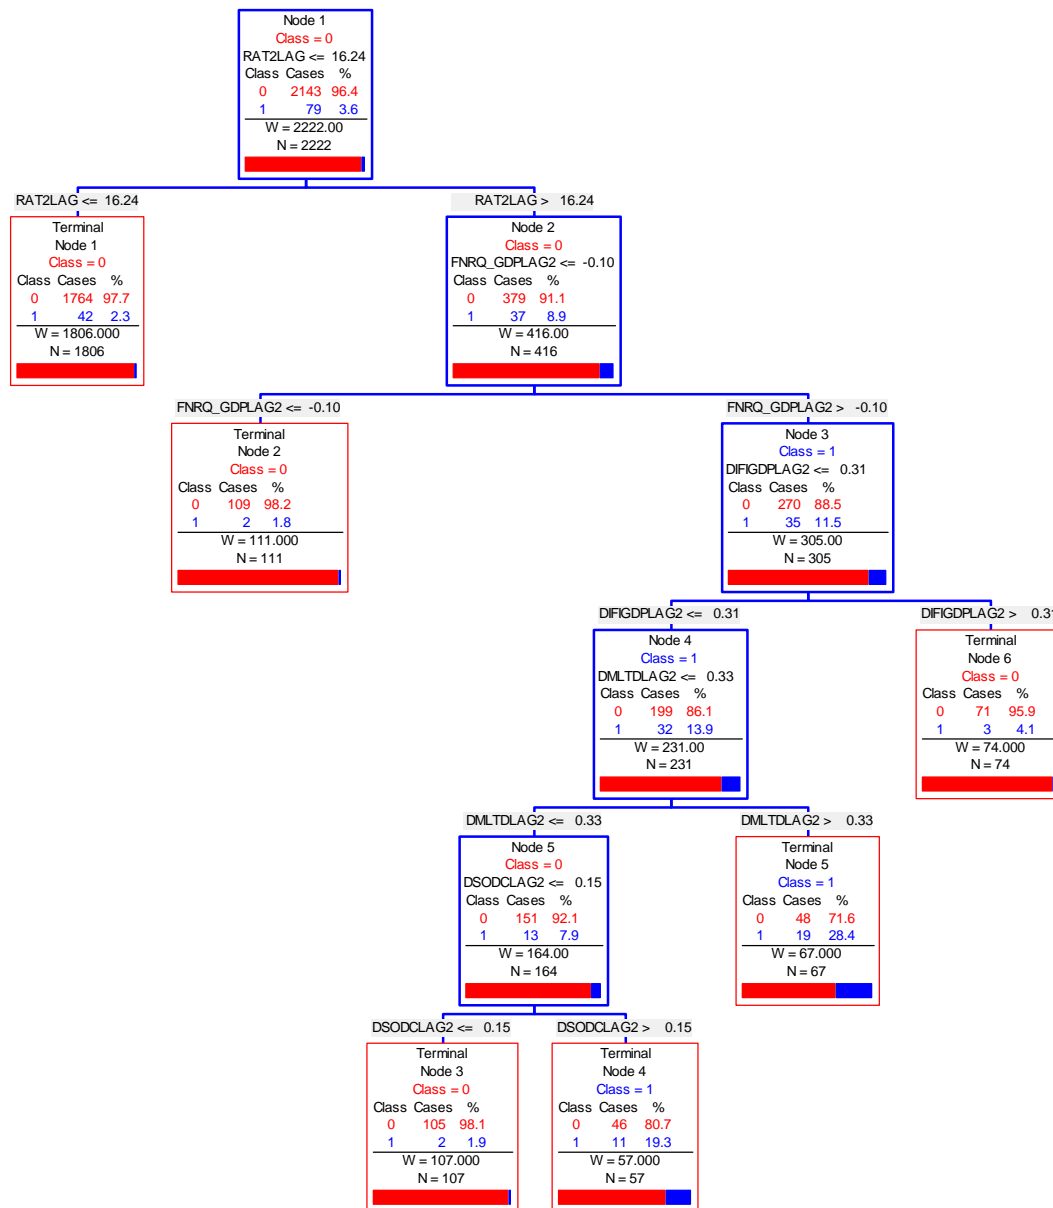 Node 1
Class = 0
RAT2LAG <= 16.24
Class Cases %
0 2143 96.4
1 79 3.6
W = 2222.00
N = 2222
RAT2LAG <= 16.24
RAT2LAG > 16.24
Terminal
Node 1
Class = 0
Class Cases %
0 1764 97.7
1 42 2.3
W = 1806.000
N = 1806
Node 2
Class = 0
FNRQ_GDPLAG2 <= -0.10
Class Cases %
0 379 91.1
1 37 8.9
W = 416.00
N = 416
FNRQ_GDPLAG2 <= -0.10
FNRQ_GDPLAG2 > -0.10
Terminal
Node 2
Class = 0
Class Cases %
0 109 98.2
1 2 1.8
W = 111.000
N = 111
Node 3
Class = 1
DIFIGDPLAG2 <= 0.31
Class Cases %
0 270 88.5
1 35 11.5
W = 305.00
N = 305
DIFIGDPLAG2 <= 0.31
DIFIGDPLAG2 > 0.31
Node 4
Class = 1
DMLTDLAG2 <= 0.33
Class Cases %
0 199 86.1
1 32 13.9
W = 231.00
N = 231
Terminal
Node 6
Class = 0
Class Cases %
0 71 95.9
1 3 4.1
W = 74.000
N = 74
DMLTDLAG2 <= 0.33
DMLTDLAG2 > 0.33
Node 5
Class = 0
DSODCLAG2 <= 0.15
Class Cases %
0 151 92.1
1 13 7.9
W = 164.00
N = 164
Terminal
Node 5
Class = 1
Class Cases %
0 48 71.6
1 19 28.4
W = 67.000
N = 67
DSODCLAG2 <= 0.15
DSODCLAG2 > 0.15
Terminal
Node 3
Class = 0
Class Cases %
0 105 98.1
1 2 1.9
W = 107.000
N = 107
Terminal
Node 4
Class = 1
Class Cases %
0 46 80.7
1 11 19.3
W = 57.000
N = 57